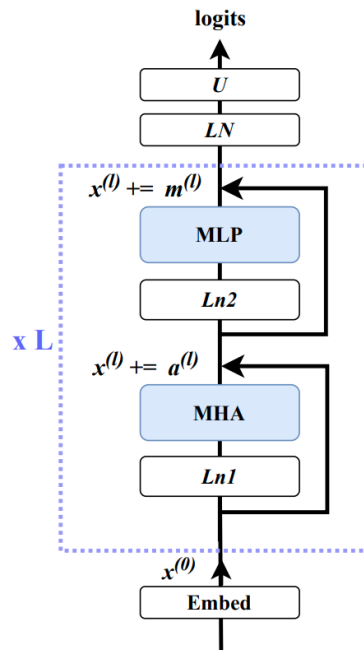 logits
U
LN
x^(l) += m^(l)
MLP
Ln2
x L
x^(l) += a^(l)
MHA
Ln1
x^(0)
Embed